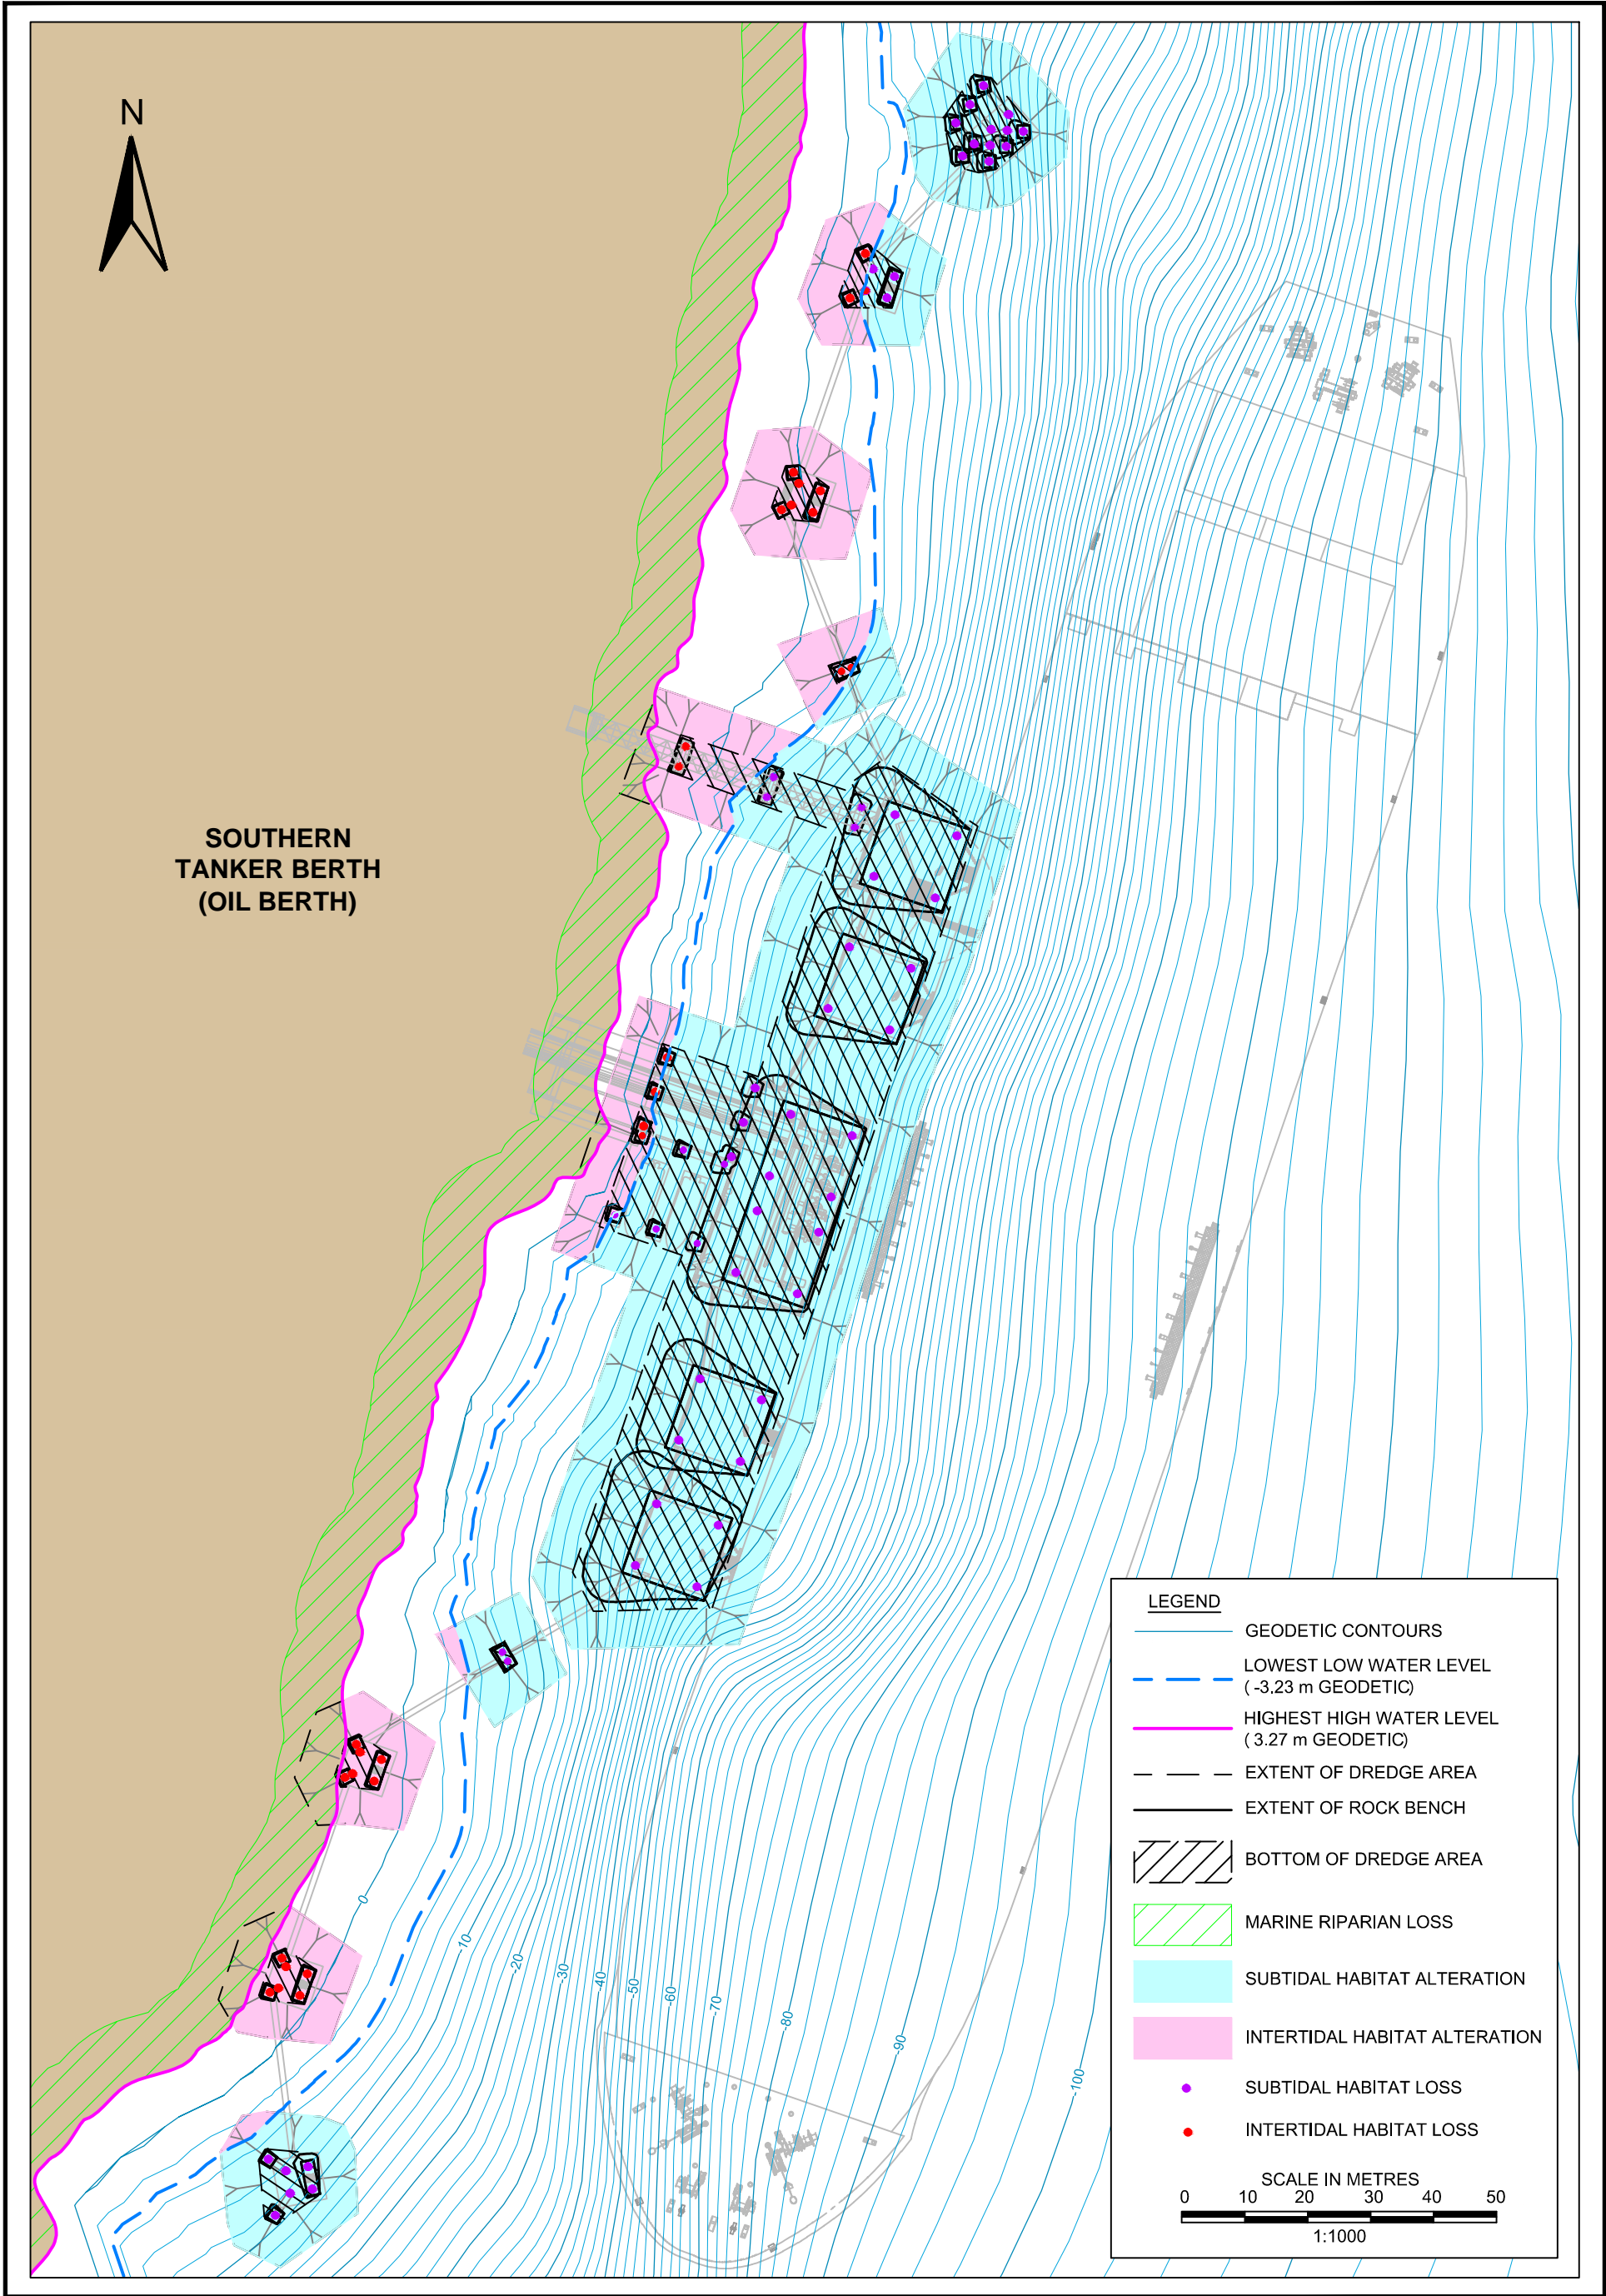 N
SOUTHERN
TANKER BERTH
(OIL BERTH)
0
-10
-20
-30
-40
-50
-60
-70
-80
-90
-100
LEGEND
GEODETIC CONTOURS
LOWEST LOW WATER LEVEL
( -3.23 m GEODETIC)
HIGHEST HIGH WATER LEVEL
( 3.27 m GEODETIC)
EXTENT OF DREDGE AREA
EXTENT OF ROCK BENCH
BOTTOM OF DREDGE AREA
MARINE RIPARIAN LOSS
SUBTIDAL HABITAT ALTERATION
INTERTIDAL HABITAT ALTERATION
SUBTIDAL HABITAT LOSS
INTERTIDAL HABITAT LOSS
SCALE IN METRES
0 10 20 30 40 50
1:1000